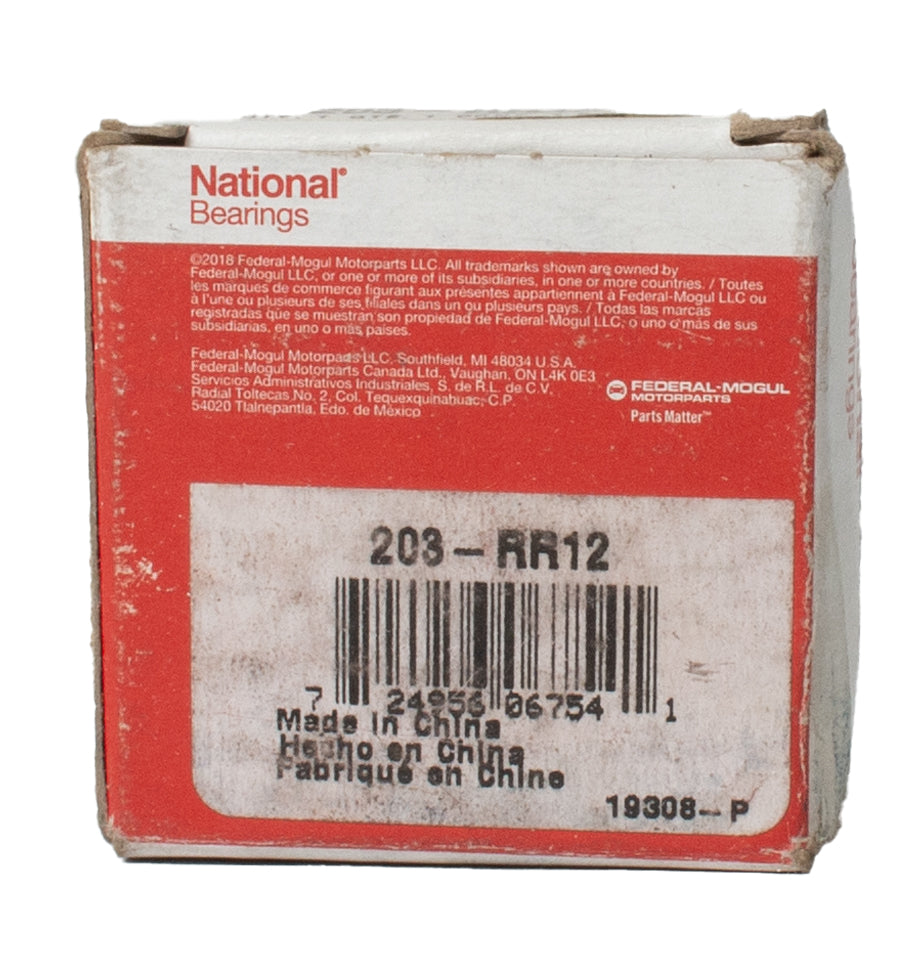 National®
Bearings
©2018 Federal-Mogul Motorparts LLC. All trademarks shown are owned by
Federal-Mogul LLC, or one or more of its subsidiaries, in one or more countries. / Toutes
les marques de commerce figurant aux présentes appartiennent à Federal-Mogul LLC ou
à l'une ou plusieurs de ses filiales dans un ou plusieurs pays. / Todas las marcas
registradas que se muestran son propiedad de Federal-Mogul LLC, o uno o más de sus
subsidiarias, en uno o más países.
Federal-Mogul Motorparts LLC, Southfield, MI 48034 U.S.A.
Federal-Mogul Motorparts Canada Ltd., Vaughan, ON L4K 0E3
Servicios Administrativos Industriales, S. de R.L. de C.V.
Radial Toltecas No. 2, Col. Tequexquinahuac, C.P.
54020 Tlalnepantla, Edo. de México
FEDERAL-MOGUL
MOTORPARTS
Parts Matter™
203-RR12
7 24956 06754 1
Made in China
Hecho en China
Fabrique en Chine
19308-P